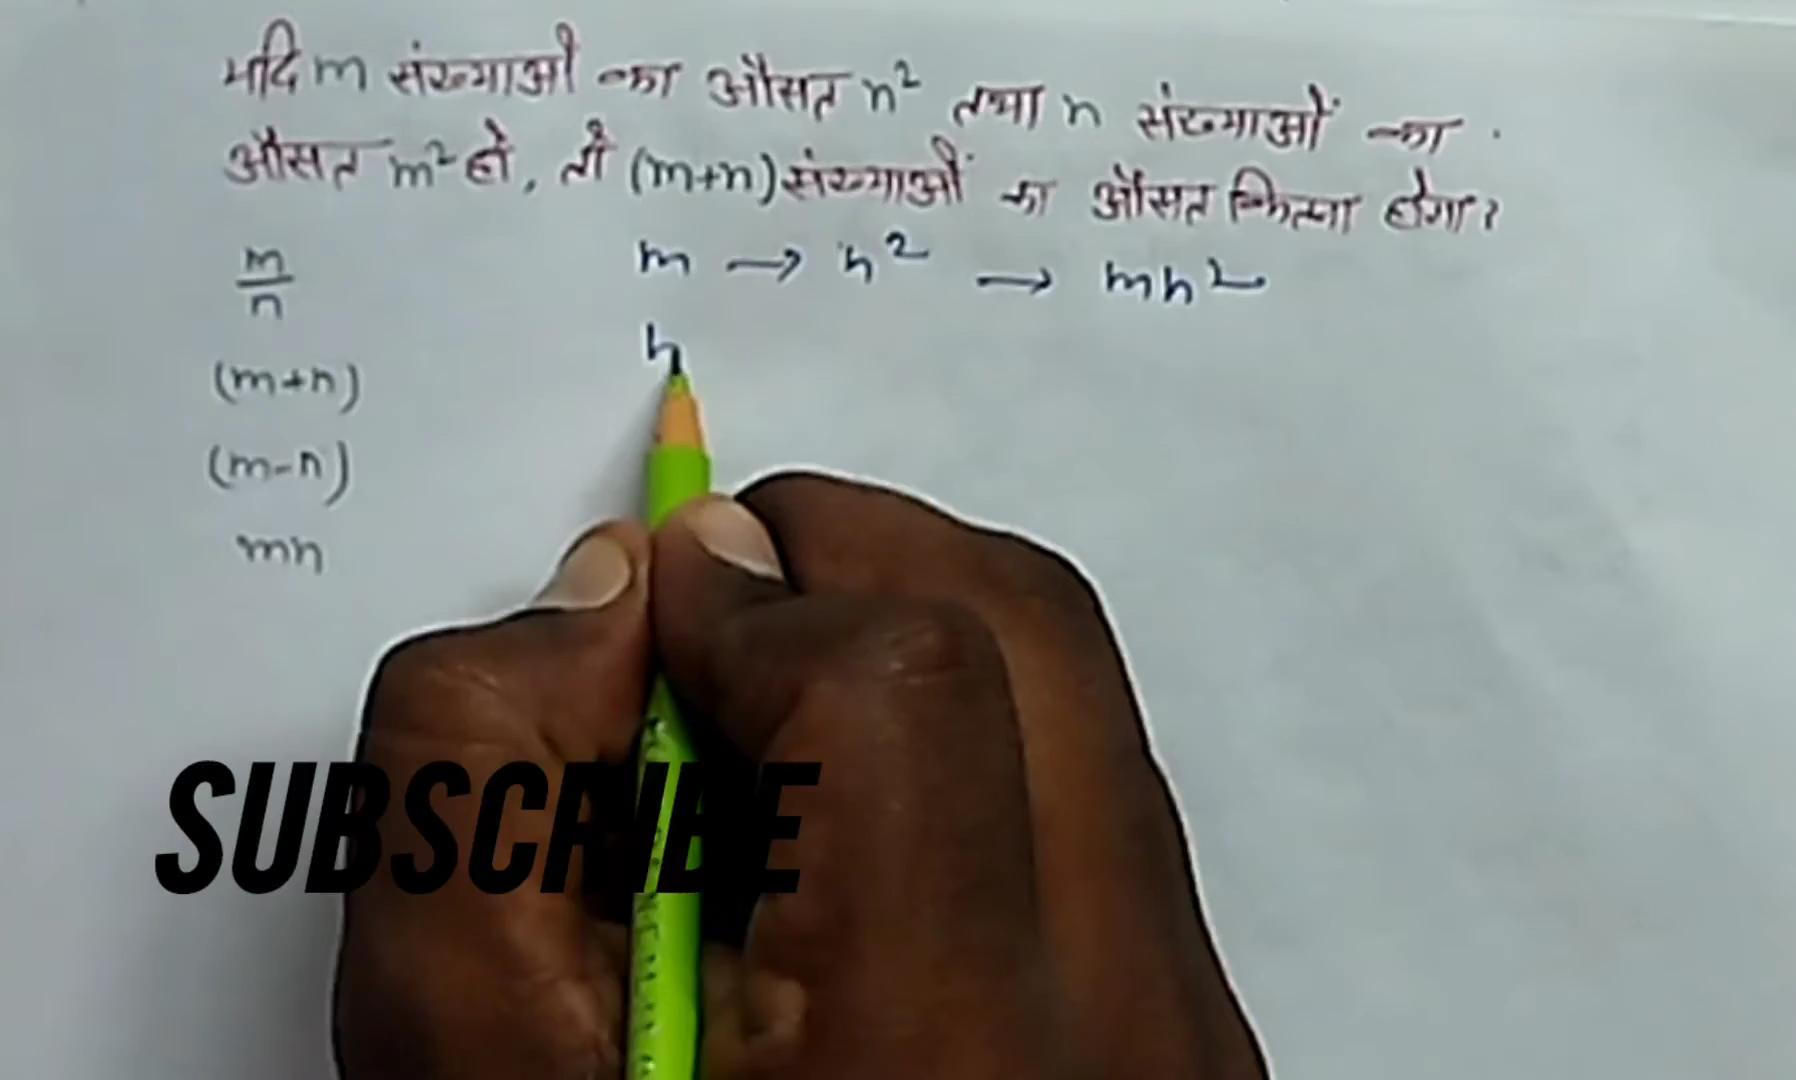 यदि m संख्याओं का औसत n² तथा n संख्याओं का
औसत m² हो, तो (m+n) संख्याओं का औसत कितना होगा?
m → n² → mn²
n
m/n
(m+n)
(m-n)
mn
SUBSCRIBE